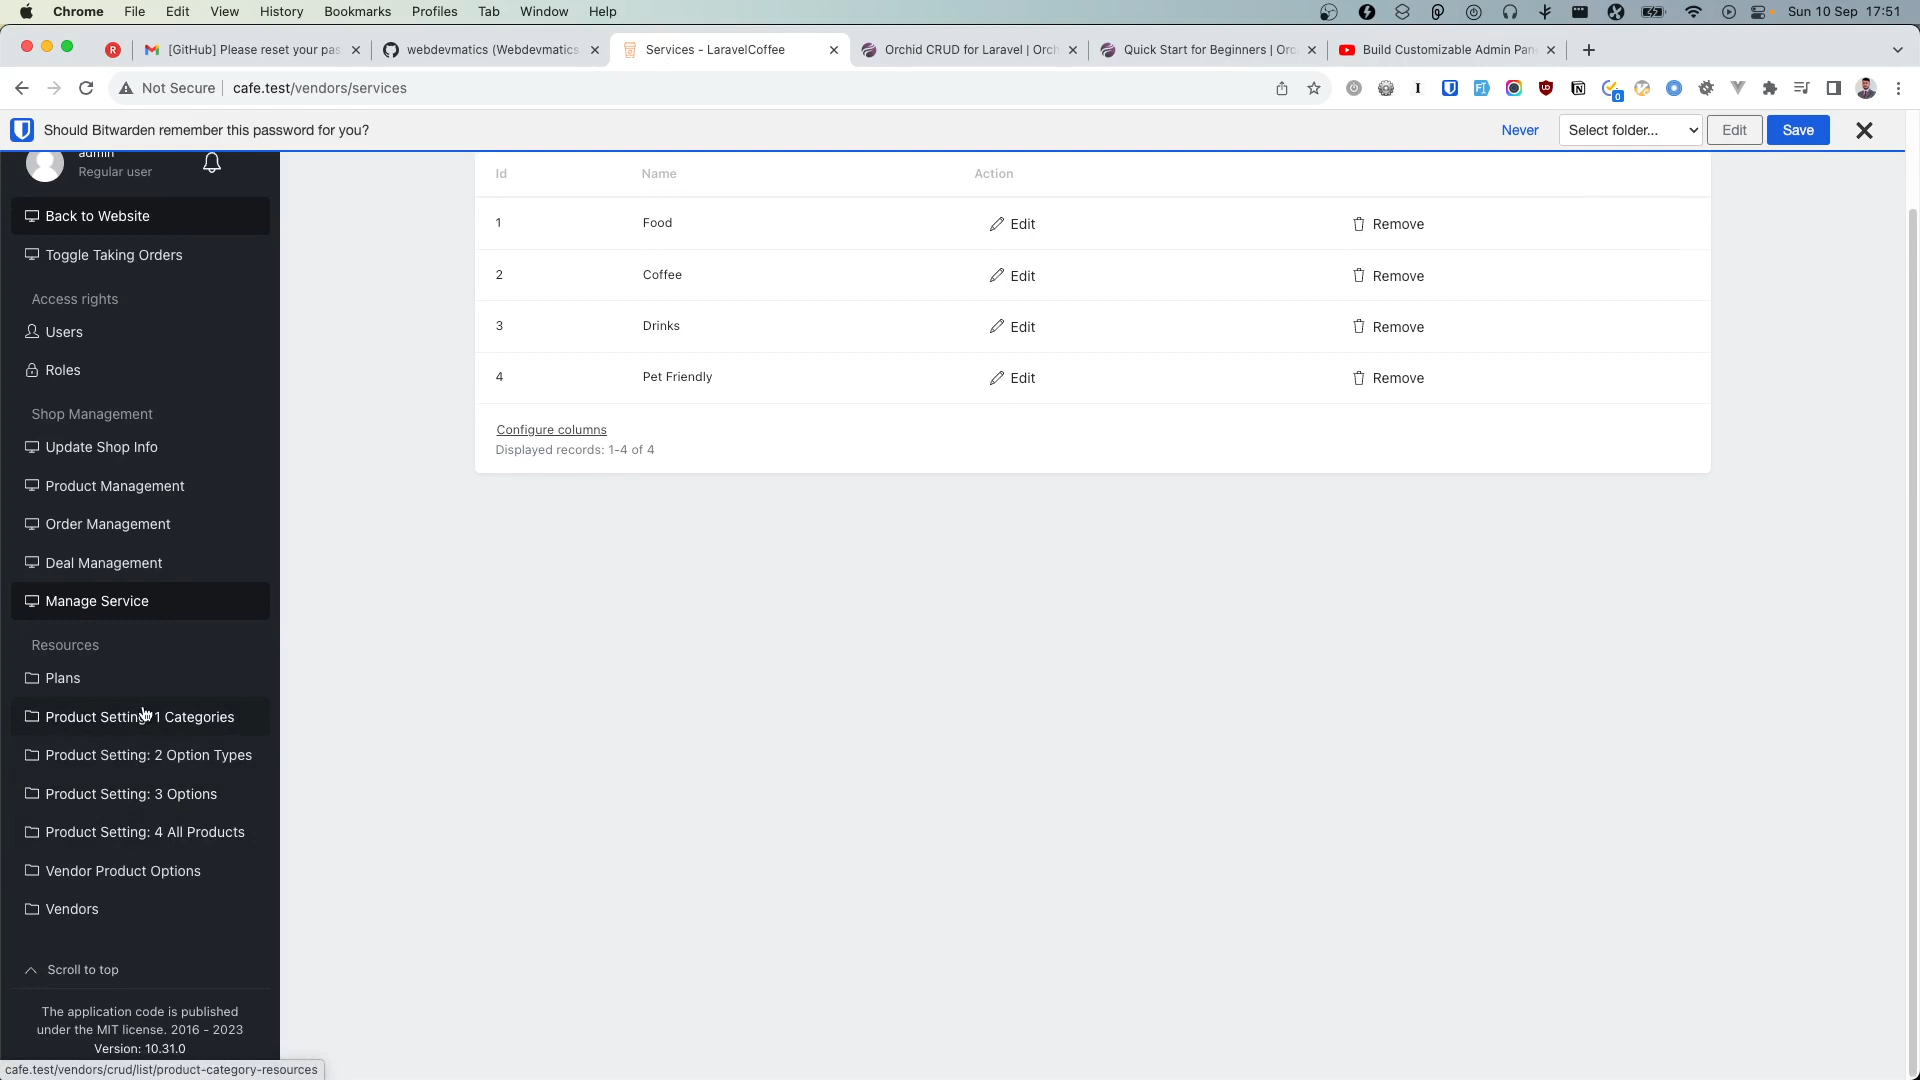 Chrome File Edit View History Bookmarks Profiles Tab Window Help
Sun 10 Sep 17:51
R
[GitHub] Please reset your pas
webdevmatics (Webdevmatics
Services - LaravelCoffee
Orchid CRUD for Laravel | Orch
Quick Start for Beginners | Orc
Build Customizable Admin Pan
Not Secure
cafe.test/vendors/services
0
Should Bitwarden remember this password for you?
Never
Select folder...
Edit
Save
admin
Regular user
Back to Website
Toggle Taking Orders
Access rights
Users
Roles
Shop Management
Update Shop Info
Product Management
Order Management
Deal Management
Manage Service
Resources
Plans
Product Setting: 1 Categories
Product Setting: 2 Option Types
Product Setting: 3 Options
Product Setting: 4 All Products
Vendor Product Options
Vendors
Scroll to top
The application code is published
under the MIT license. 2016 - 2023
Version: 10.31.0
cafe.test/vendors/crud/list/product-category-resources
Id Name Action
1 Food Edit Remove
2 Coffee Edit Remove
3 Drinks Edit Remove
4 Pet Friendly Edit Remove
Configure columns
Displayed records: 1-4 of 4